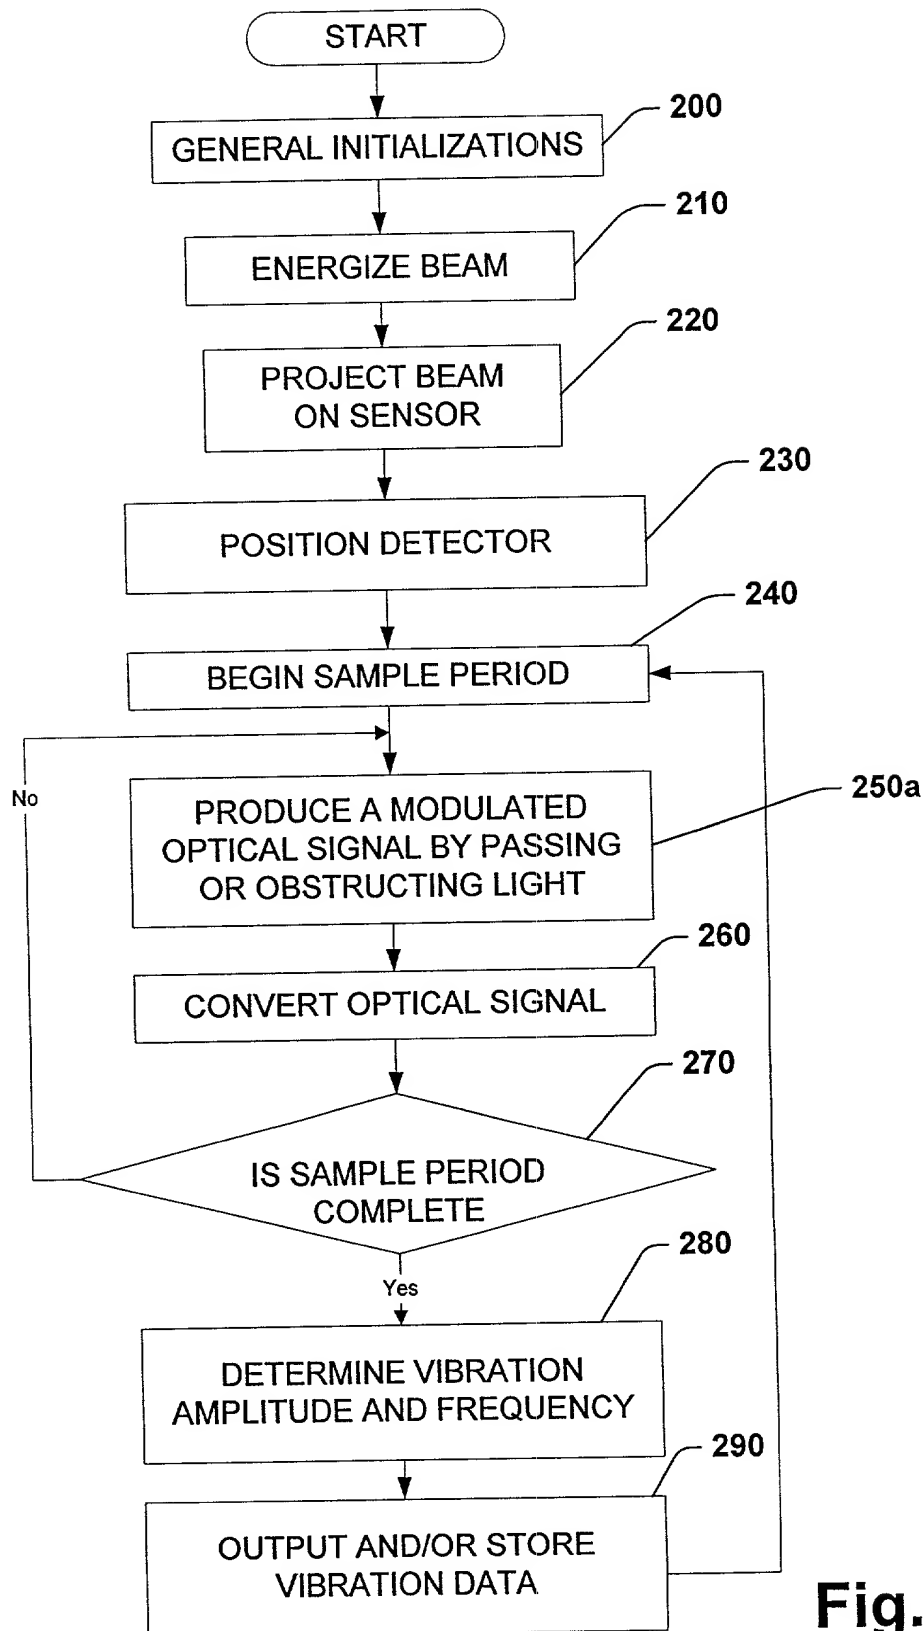 START
200
GENERAL INITIALIZATIONS
210
ENERGIZE BEAM
220
PROJECT BEAM
ON SENSOR
230
POSITION DETECTOR
240
BEGIN SAMPLE PERIOD
No
250a
PRODUCE A MODULATED
OPTICAL SIGNAL BY PASSING
OR OBSTRUCTING LIGHT
260
CONVERT OPTICAL SIGNAL
270
IS SAMPLE PERIOD
COMPLETE
280
Yes
DETERMINE VIBRATION
AMPLITUDE AND FREQUENCY
290
OUTPUT AND/OR STORE
VIBRATION DATA
Fig.